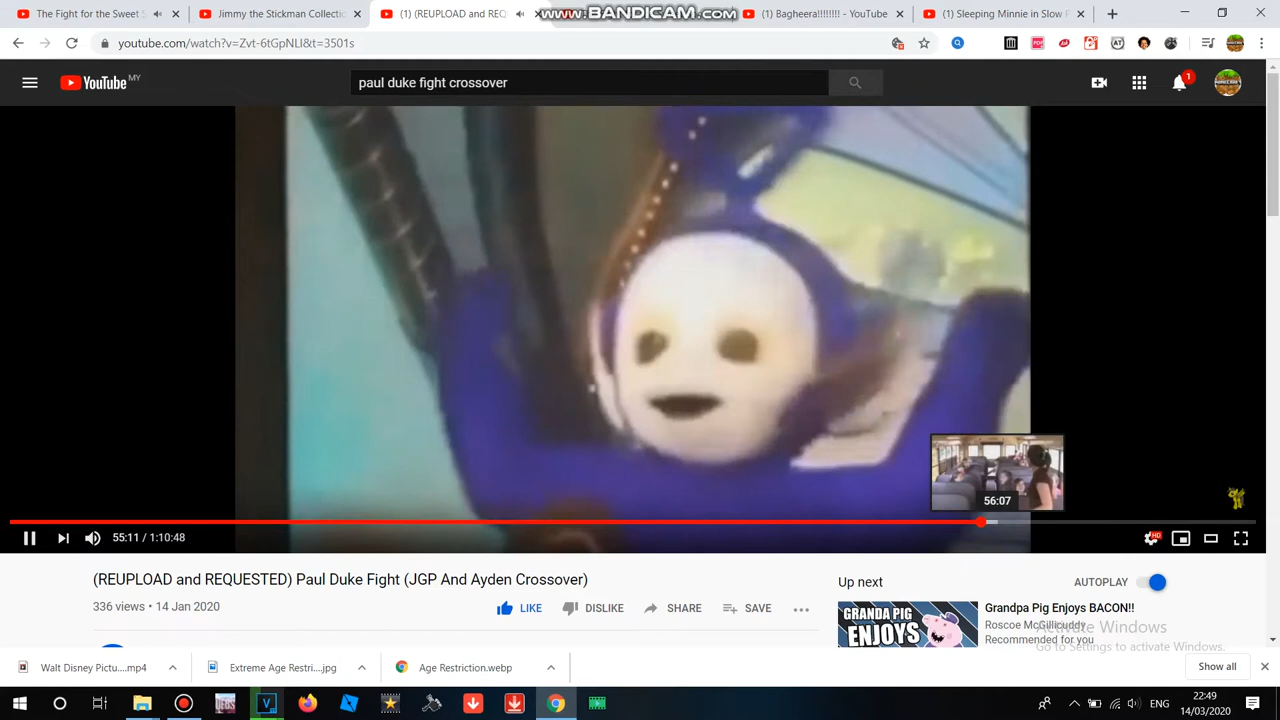 The Fight for the Sweet S
Jimmy the Stickman Collectic
(1) (REUPLOAD and REQ
www.BANDICAM.com
(1) Bagheera!!!!!!!! - YouTube
(1) Sleeping Minnie in Slow P
youtube.com/watch?v=Zvt-6tGpNLI&t=3501s
PDF
AT
YouTube MY
paul duke fight crossover
1
56:07
55:11 / 1:10:48
HD
(REUPLOAD and REQUESTED) Paul Duke Fight (JGP And Ayden Crossover)
336 views • 14 Jan 2020
LIKE
DISLIKE
SHARE
SAVE
Up next
AUTOPLAY
GRANDA PIG
ENJOYS
Grandpa Pig Enjoys BACON!!
Roscoe McGillicuddy
Recommended for you
Activate Windows
Go to Settings to activate Windows.
Walt Disney Pictu....mp4
Extreme Age Restri....jpg
Age Restriction.webp
Show all
ENG
22:49
14/03/2020